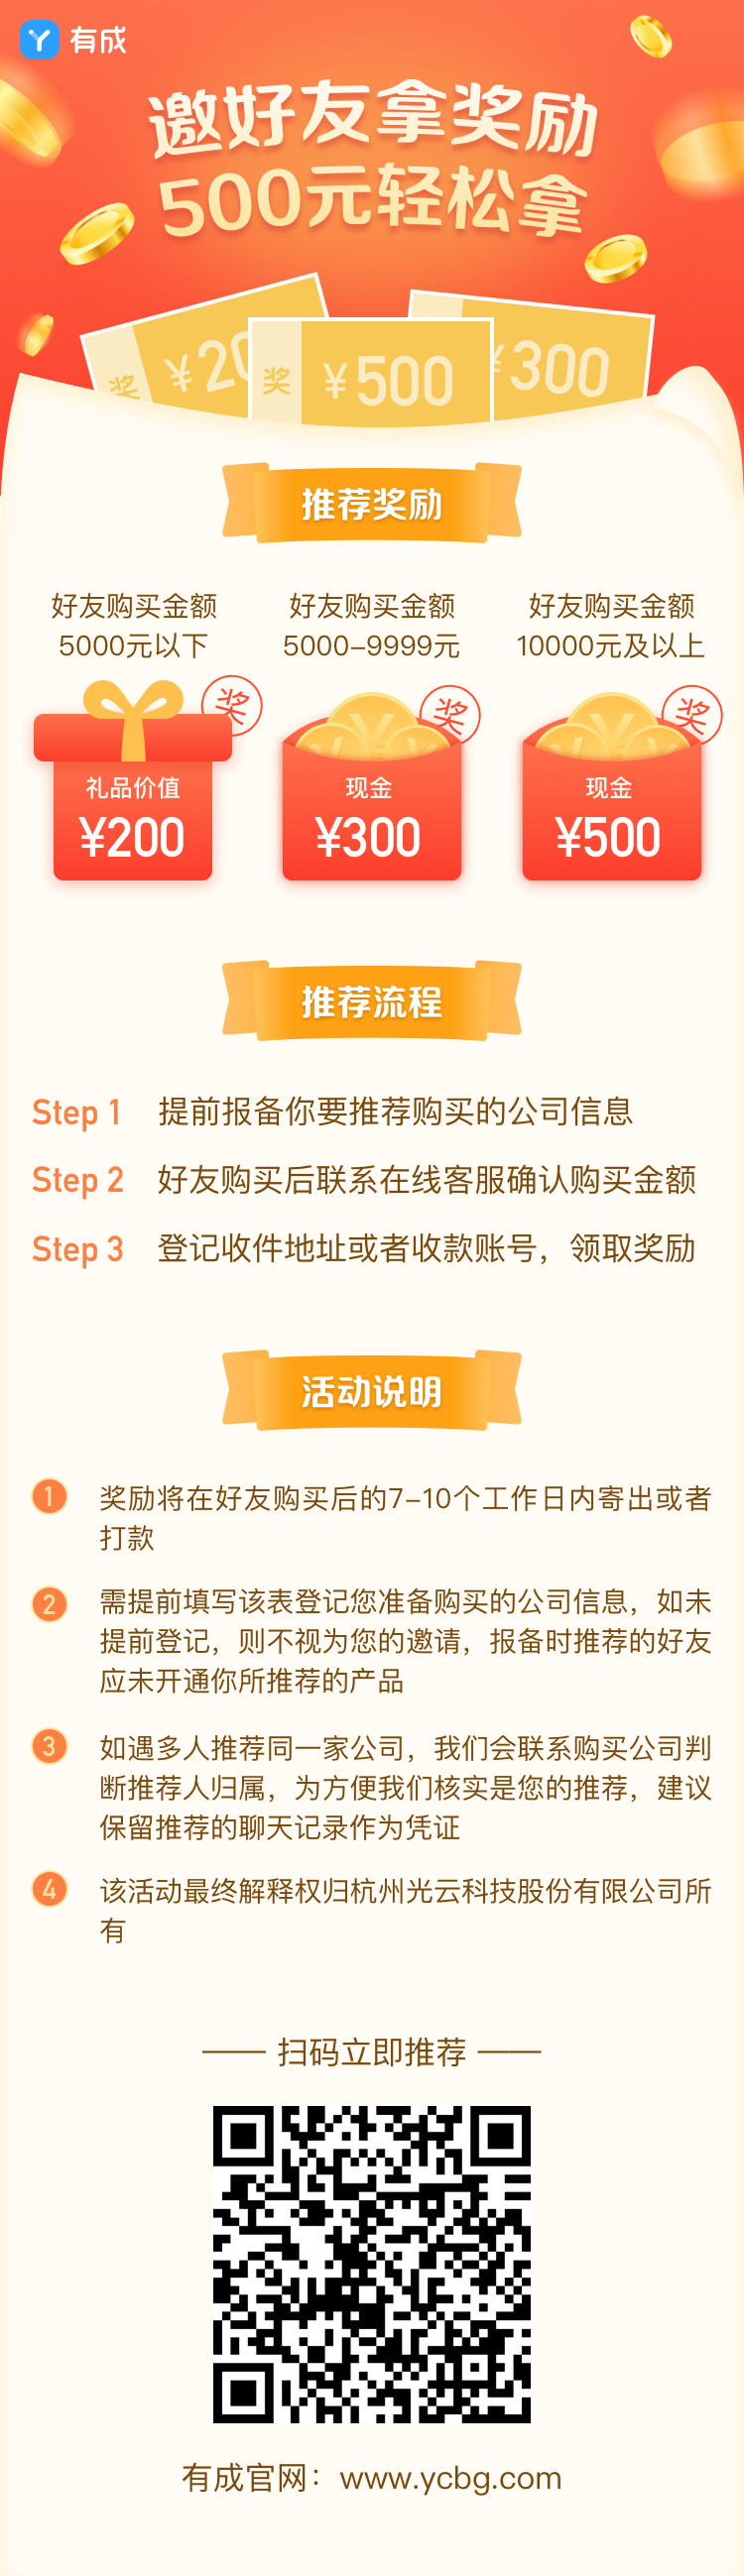 有成
邀好友拿奖励
500元轻松拿
奖 ¥20
奖 ¥500
¥300
推荐奖励
好友购买金额
5000元以下
好友购买金额
5000-9999元
好友购买金额
10000元及以上
奖
奖
奖
礼品价值
¥200
现金
¥300
现金
¥500
推荐流程
Step 1 提前报备你要推荐购买的公司信息
Step 2 好友购买后联系在线客服确认购买金额
Step 3 登记收件地址或者收款账号，领取奖励
活动说明
1 奖励将在好友购买后的7-10个工作日内寄出或者
打款
2 需提前填写该表登记您准备购买的公司信息，如未
提前登记，则不视为您的邀请，报备时推荐的好友
应未开通你所推荐的产品
3 如遇多人推荐同一家公司，我们会联系购买公司判
断推荐人归属，为方便我们核实是您的推荐，建议
保留推荐的聊天记录作为凭证
4 该活动最终解释权归杭州光云科技股份有限公司所
有
扫码立即推荐
有成官网：www.ycbg.com